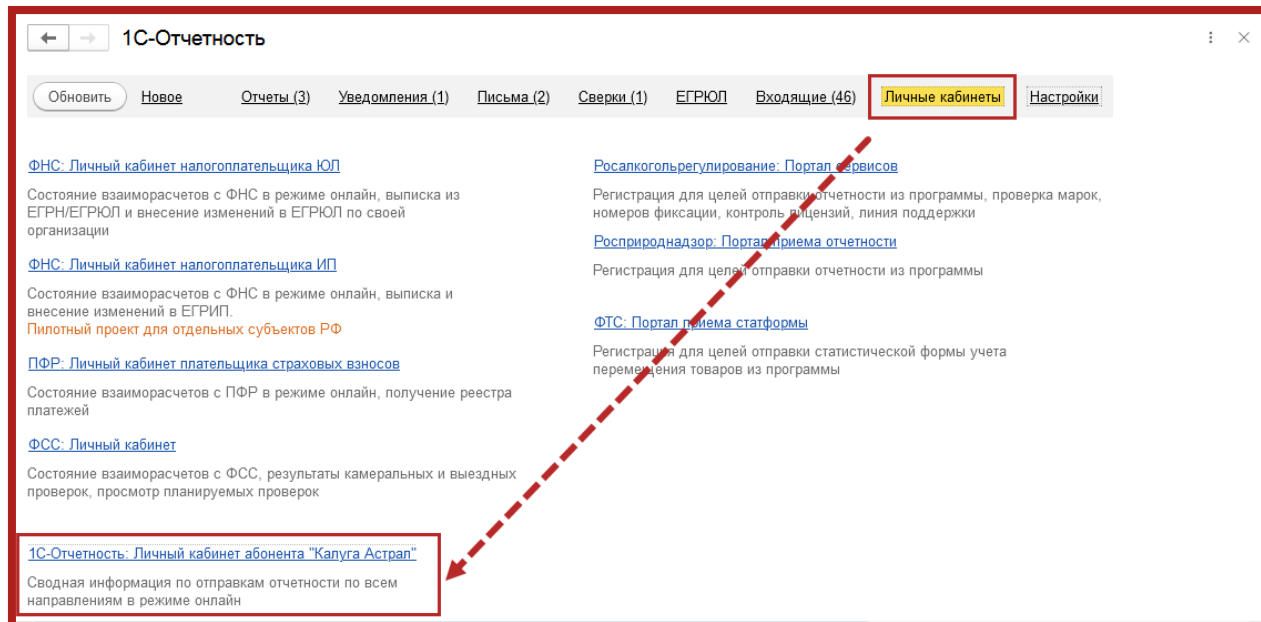 1С-Отчетность
Обновить Новое Отчеты (3) Уведомления (1) Письма (2) Сверки (1) ЕГРЮЛ Входящие (46) Личные кабинеты Настройки
ФНС: Личный кабинет налогоплательщика ЮЛ
Состояние взаиморасчетов с ФНС в режиме онлайн, выписка из
ЕГРН/ЕГРЮЛ и внесение изменений в ЕГРЮЛ по своей
организации
ФНС: Личный кабинет налогоплательщика ИП
Состояние взаиморасчетов с ФНС в режиме онлайн, выписка и
внесение изменений в ЕГРИП.
Пилотный проект для отдельных субъектов РФ
ПФР: Личный кабинет плательщика страховых взносов
Состояние взаиморасчетов с ПФР в режиме онлайн, получение реестра
платежей
ФСС: Личный кабинет
Состояние взаиморасчетов с ФСС, результаты камеральных и выездных
проверок, просмотр планируемых проверок
1С-Отчетность: Личный кабинет абонента "Калуга Астрал"
Сводная информация по отправкам отчетности по всем
направлениям в режиме онлайн
Росалкогольрегулирование: Портал сервисов
Регистрация для целей отправки отчетности из программы, проверка марок,
номеров фиксации, контроль лицензий, линия поддержки
Росприроднадзор: Портал приема отчетности
Регистрация для целей отправки отчетности из программы
ФТС: Портал приема статформы
Регистрация для целей отправки статистической формы учета
перемещения товаров из программы